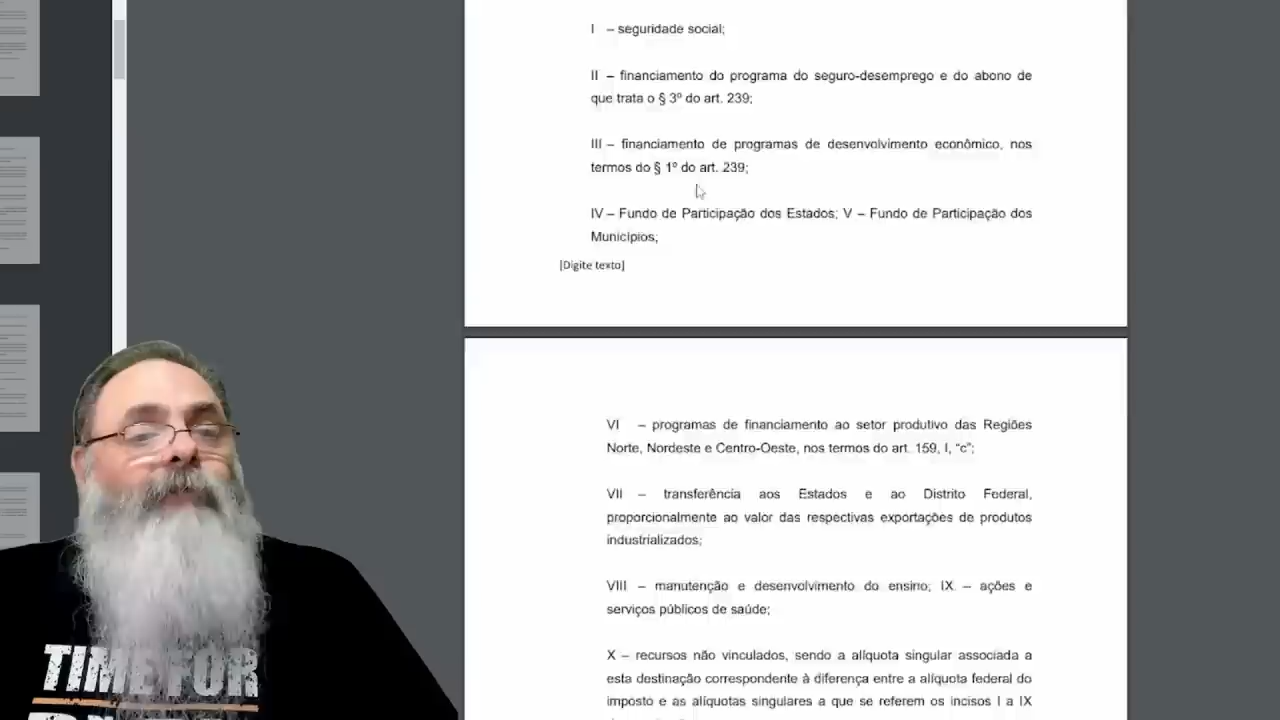 I – seguridade social;
II – financiamento do programa do seguro-desemprego e do abono de
que trata o § 3º do art. 239;
III – financiamento de programas de desenvolvimento econômico, nos
termos do § 1º do art. 239;
IV – Fundo de Participação dos Estados; V – Fundo de Participação dos
Municípios;
[Digite texto]
VI – programas de financiamento ao setor produtivo das Regiões
Norte, Nordeste e Centro-Oeste, nos termos do art. 159, I, “c”;
VII – transferência aos Estados e ao Distrito Federal,
proporcionalmente ao valor das respectivas exportações de produtos
industrializados;
VIII – manutenção e desenvolvimento do ensino; IX – ações e
serviços públicos de saúde;
X – recursos não vinculados, sendo a alíquota singular associada a
esta destinação correspondente à diferença entre a alíquota federal do
imposto e as alíquotas singulares a que se referem os incisos I a IX
TIME FOR